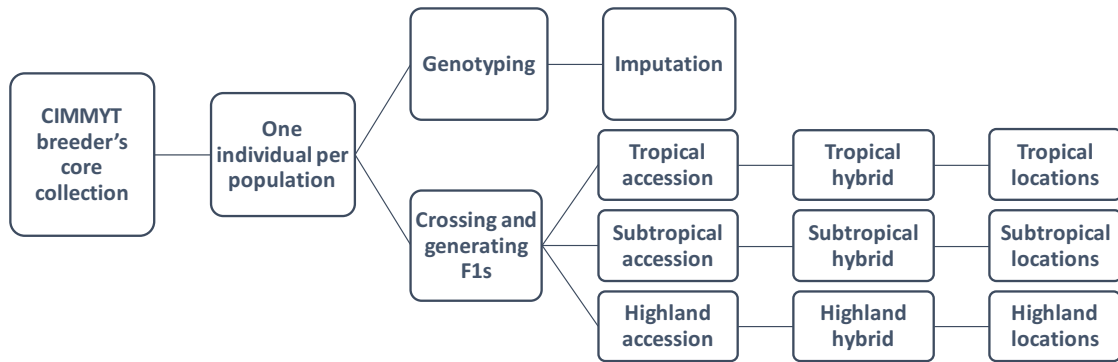 CIMMYT
breeder’s
core
collection
One
individual per
population
Genotyping
Imputation
Crossing and
generating
F1s
Tropical
accession
Tropical
hybrid
Tropical
locations
Subtropical
accession
Subtropical
hybrid
Subtropical
locations
Highland
accession
Highland
hybrid
Highland
locations